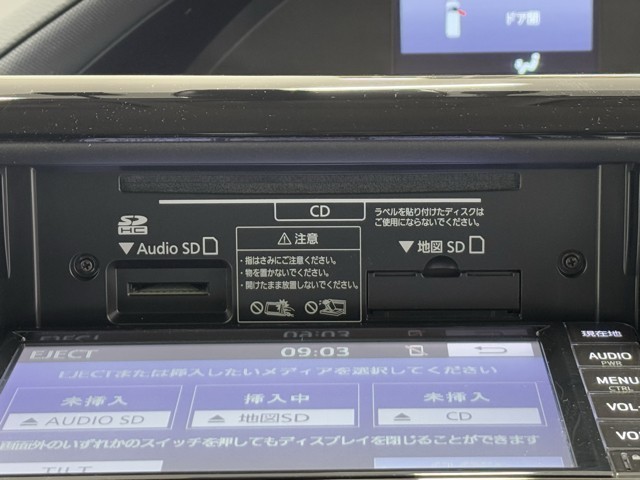 ドア開
CD
ラベルを貼り付けたディスクは
ご使用にならないでください。
SD
HC
▼Audio SD
⚠注意
・指はさみにご注意ください。
・物を置かないでください。
・開けたまま放置しないでください。
▼地図 SD
EJECT
09:03
EJECTまたは挿入したいメディアを選択してください
未挿入
AUDIO SD
挿入中
地図SD
未挿入
CD
画面外のいずれかのスイッチを押してもディスプレイを閉じることができます
TILT
現在地
AUDIO
PWR
MENU
CTRL
VOL
VO